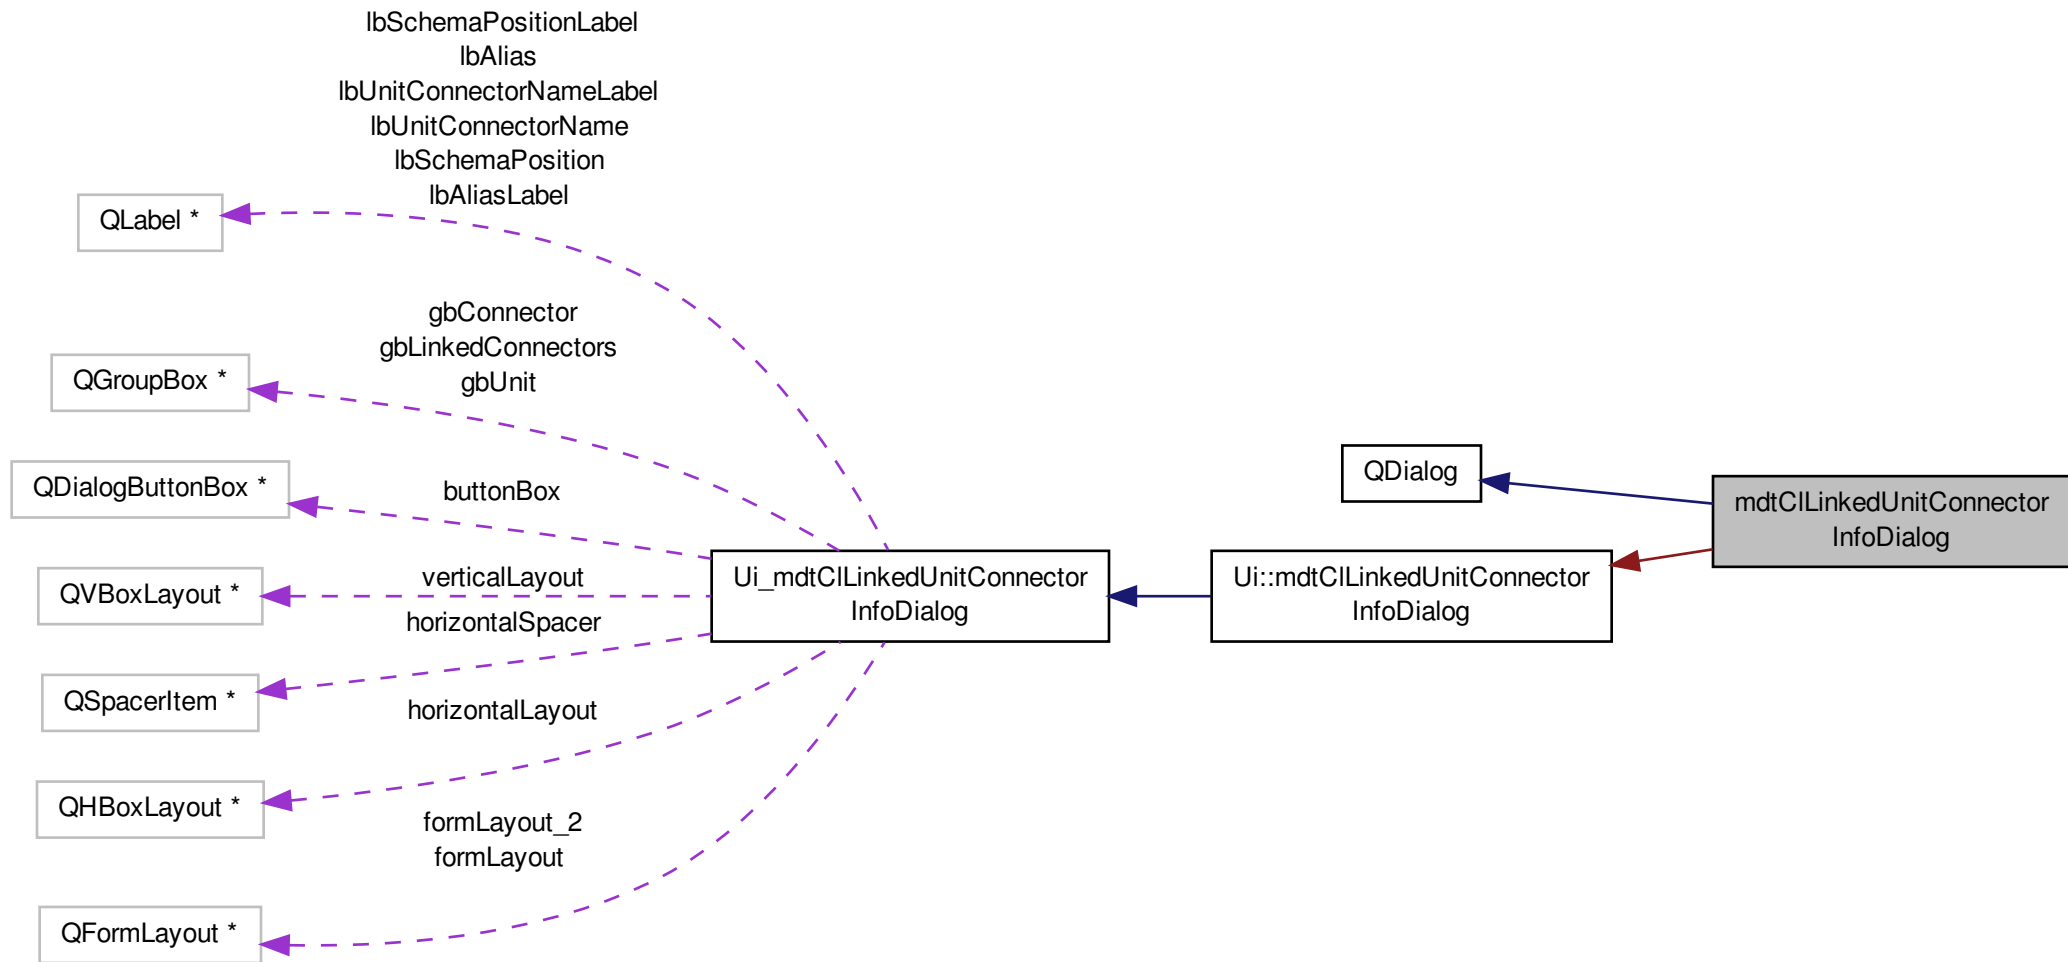 lbSchemaPositionLabel
lbAlias
lbUnitConnectorNameLabel
lbUnitConnectorName
lbSchemaPosition
lbAliasLabel
QLabel *
gbConnector
gbLinkedConnectors
gbUnit
QGroupBox *
QDialogButtonBox *
buttonBox
QVBoxLayout *
verticalLayout
horizontalSpacer
QSpacerItem *
horizontalLayout
QHBoxLayout *
formLayout_2
formLayout
QFormLayout *
Ui_mdtClLinkedUnitConnector
InfoDialog
QDialog
Ui::mdtClLinkedUnitConnector
InfoDialog
mdtClLinkedUnitConnector
InfoDialog